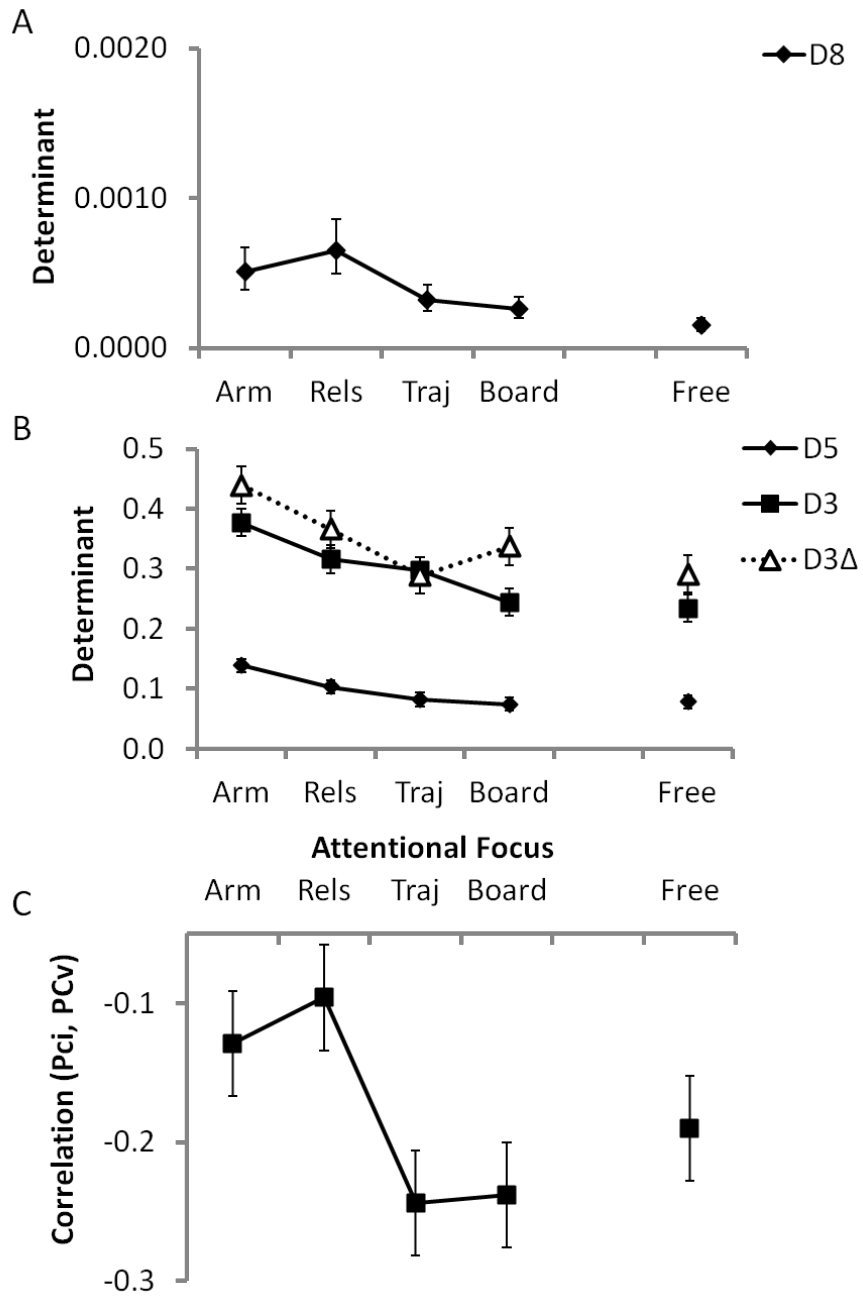 A
0.0020
D8
Determinant
0.0010
0.0000
Arm Rels Traj Board Free
B
0.5
D5
0.4
D3
0.3
D3Δ
Determinant
0.2
0.1
0.0
Arm Rels Traj Board Free
Attentional Focus
Arm Rels Traj Board Free
C
Correlation (Pci, PCv)
-0.1
-0.2
-0.3